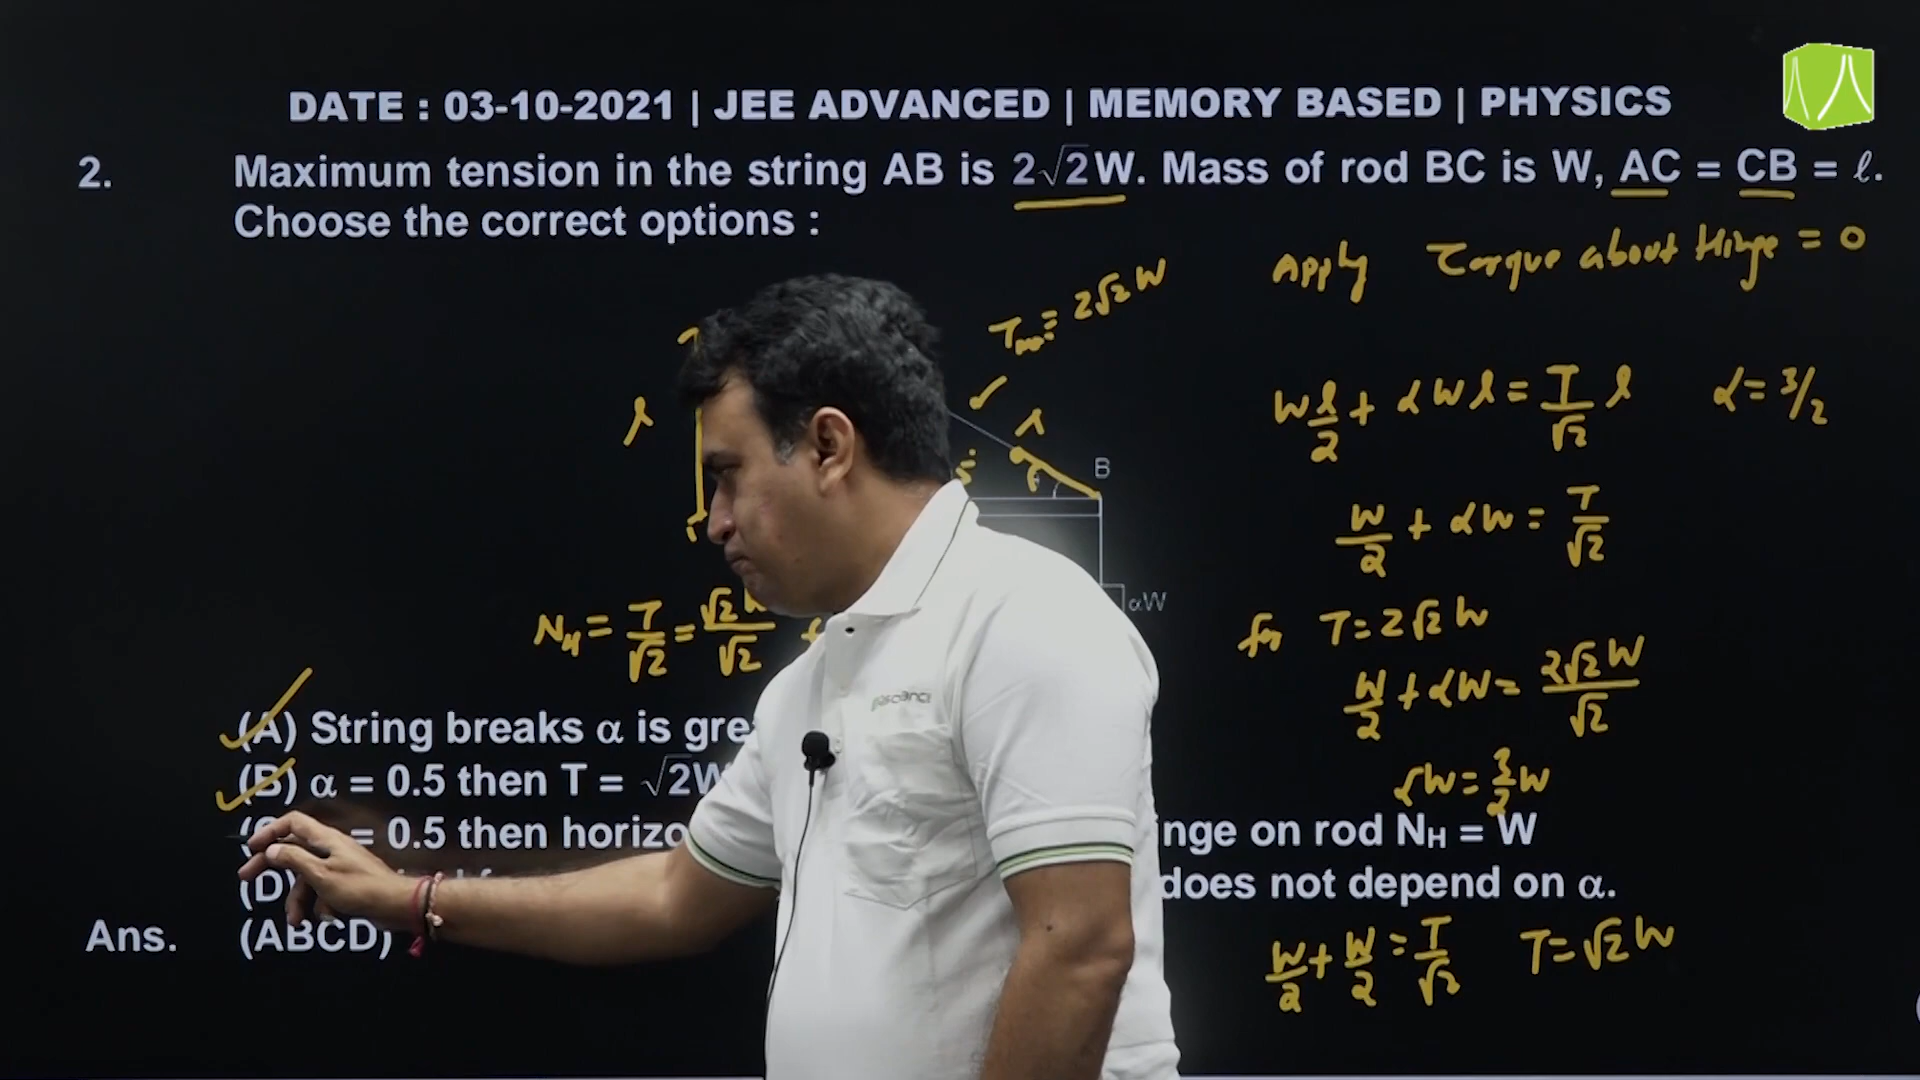 DATE : 03-10-2021 | JEE ADVANCED | MEMORY BASED | PHYSICS
2. Maximum tension in the string AB is 2√2W. Mass of rod BC is W, AC = CB = ℓ.
Choose the correct options :
Apply Torque about Hinge = 0
Tmax = 2√2 W
W ℓ/2 + αWℓ = T/√2 ℓ α = 3/2
ℓ
B
W/2 + αW = T/√2
αW
for T = 2√2 W
N_H = T/√2 = √2 W/√2
W/2 + αW = 2√2 W/√2
(A) String breaks α is
(B) α = 0.5 then T = √2W
αW = 3/2 W
= 0.5 then on rod N_H = W
(D) does not depend on α.
Ans. (ABCD)
W/2 + W/2 = T/√2 T = √2 W